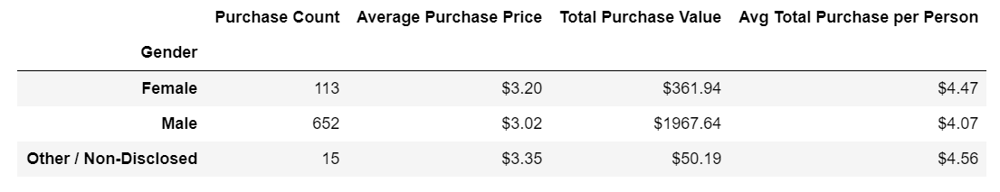 Purchase Count Average Purchase Price Total Purchase Value Avg Total Purchase per Person
Gender
Female 113 $3.20 $361.94 $4.47
Male 652 $3.02 $1967.64 $4.07
Other / Non-Disclosed 15 $3.35 $50.19 $4.56